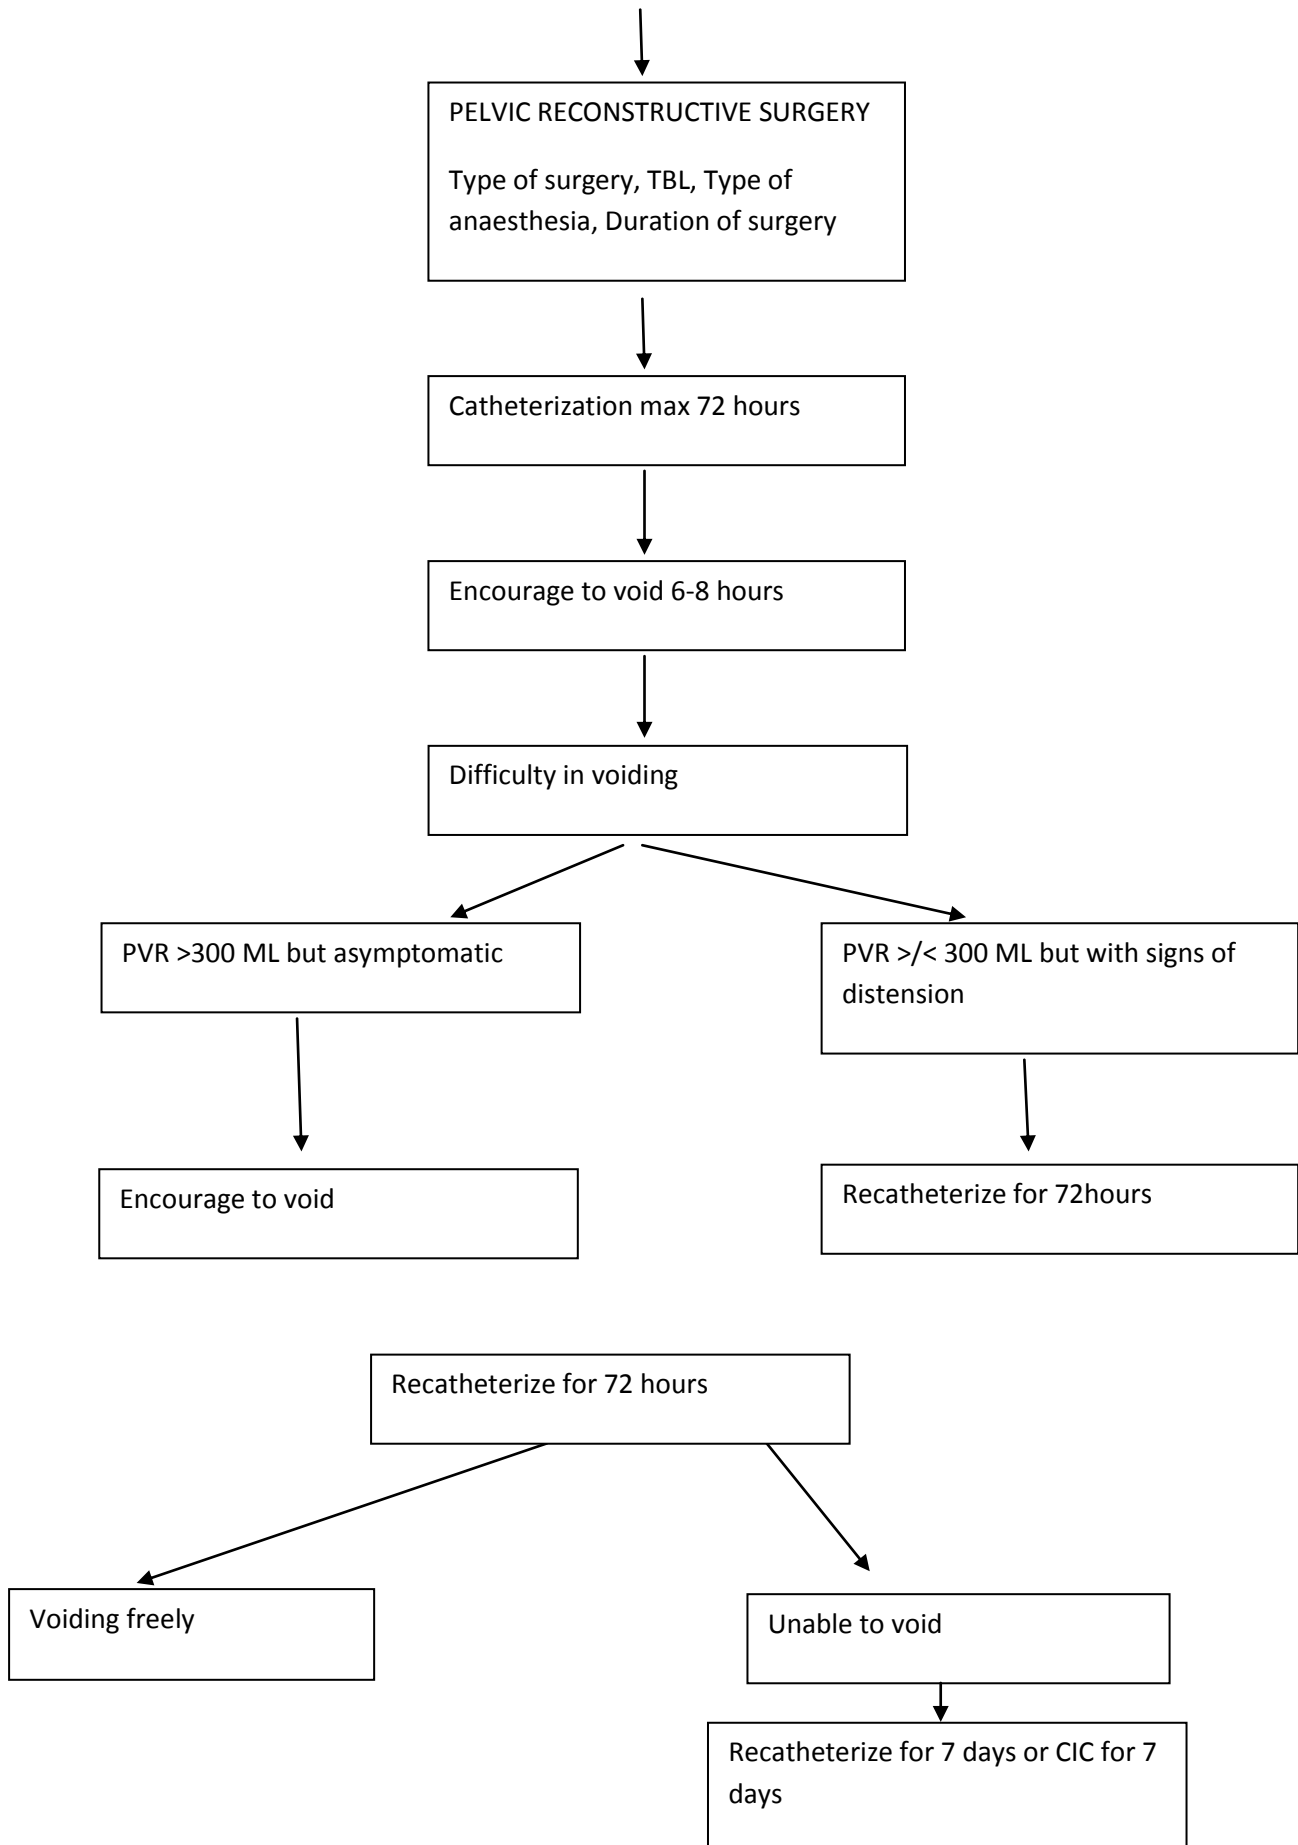 PELVIC RECONSTRUCTIVE SURGERY
Type of surgery, TBL, Type of
anaesthesia, Duration of surgery
Catheterization max 72 hours
Encourage to void 6-8 hours
Difficulty in voiding
PVR >300 ML but asymptomatic
PVR >/< 300 ML but with signs of
distension
Encourage to void
Recatheterize for 72hours
Recatheterize for 72 hours
Voiding freely
Unable to void
Recatheterize for 7 days or CIC for 7
days